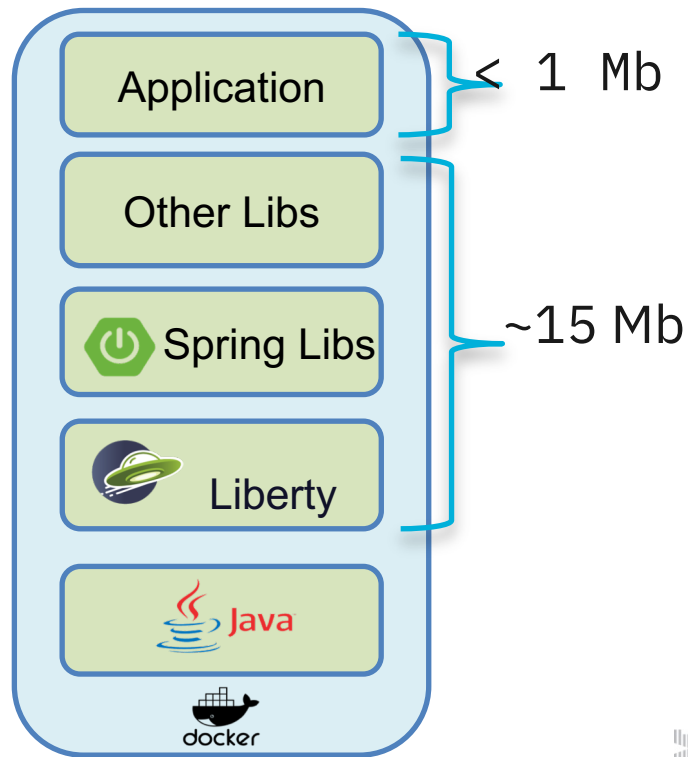 Application
< 1 Mb
Other Libs
Spring Libs
~15 Mb
Liberty
Java
docker